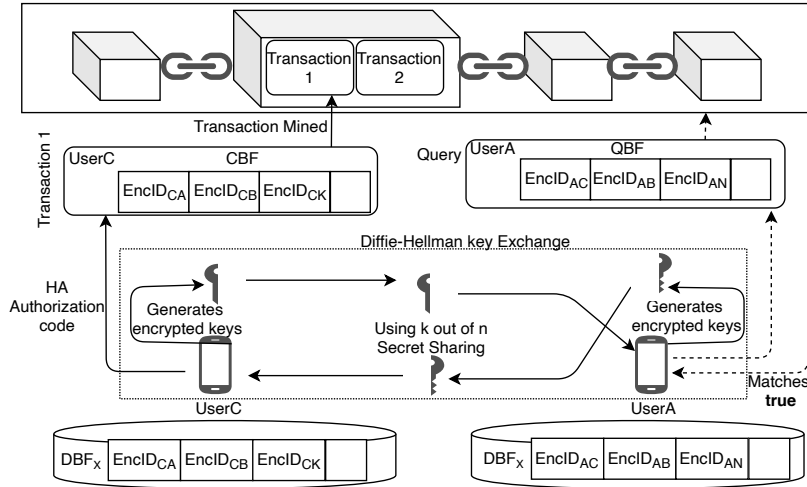 Transaction 1
Transaction 2
Transaction Mined
Transaction 1
UserC CBF
EncID_CA EncID_CB EncID_CK
Query
UserA QBF
EncID_AC EncID_AB EncID_AN
Diffie-Hellman key Exchange
HA Authorization code
Generates encrypted keys
Using k out of n Secret Sharing
Generates encrypted keys
Matches true
UserC
UserA
DBF_x EncID_CA EncID_CB EncID_CK
DBF_x EncID_AC EncID_AB EncID_AN